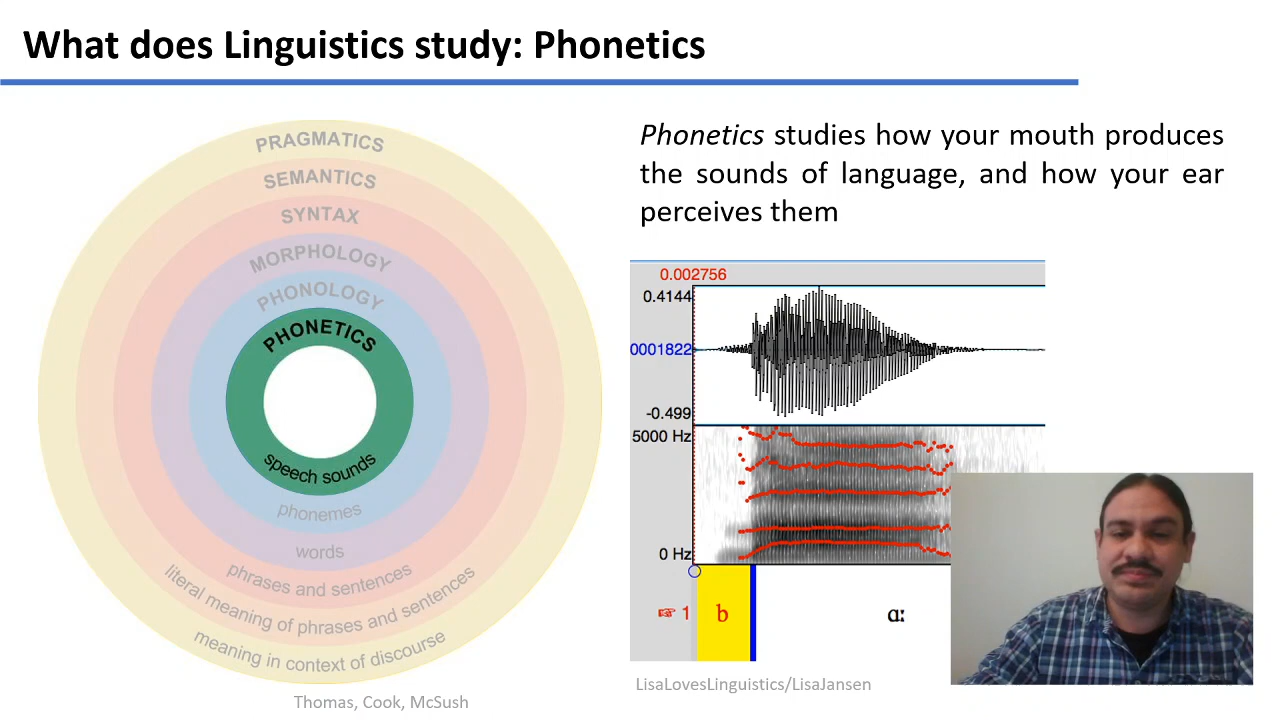 What does Linguistics study: Phonetics
PRAGMATICS
SEMANTICS
SYNTAX
MORPHOLOGY
PHONOLOGY
PHONETICS
speech sounds
phonemes
words
phrases and sentences
literal meaning of phrases and sentences
meaning in context of discourse
Thomas, Cook, McSush
Phonetics studies how your mouth produces
the sounds of language, and how your ear
perceives them
0.002756
0.4144
0001822
-0.499
5000 Hz
0 Hz
☞ 1
b
ɑː
LisaLovesLinguistics/LisaJansen